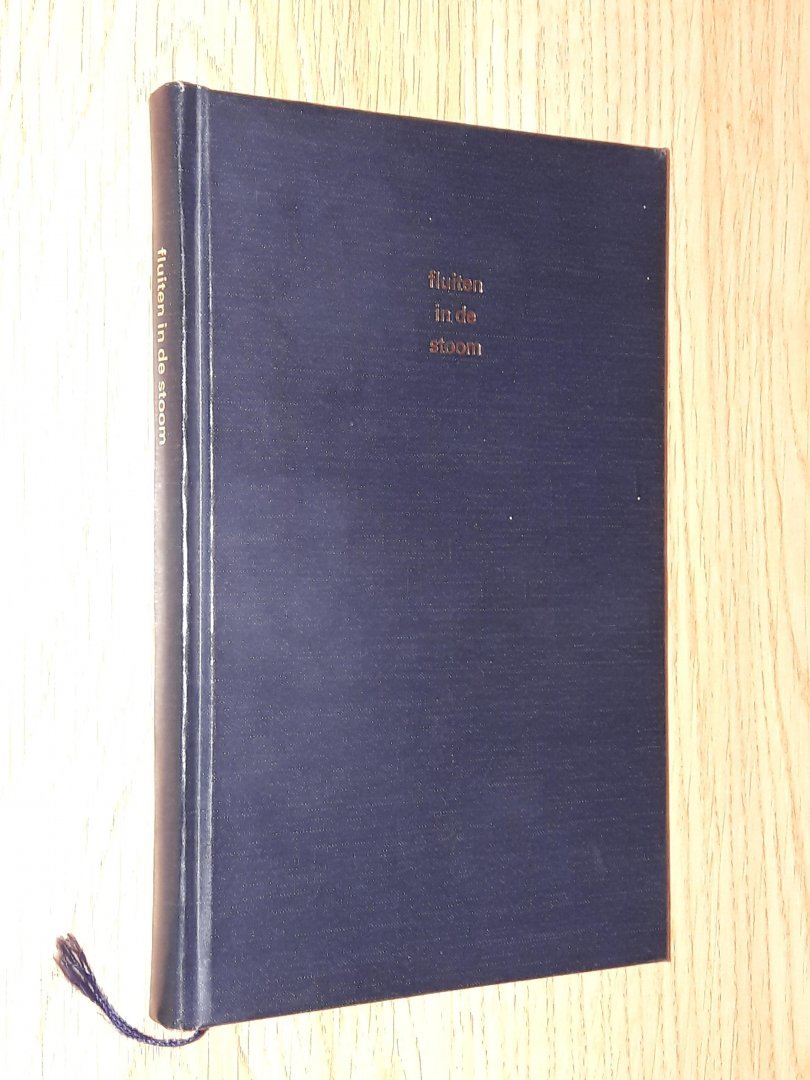 fluiten in de stoom
fluiten
in de
stoom